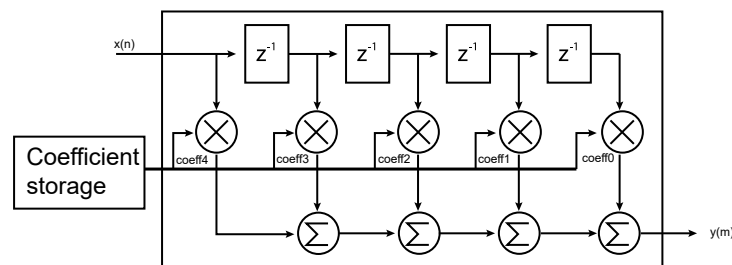 x(n)
z⁻¹
z⁻¹
z⁻¹
z⁻¹
Coefficient
storage
coeff4
coeff3
coeff2
coeff1
coeff0
Σ
Σ
Σ
Σ
y(m)